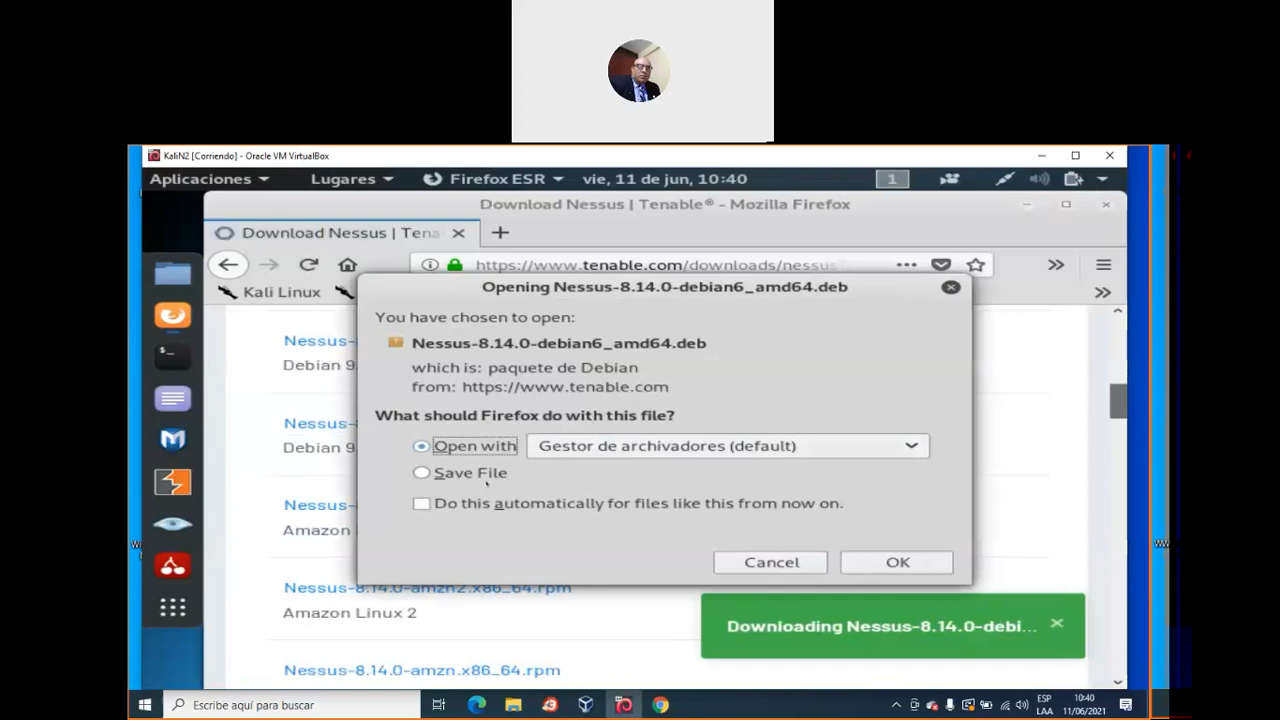 KaliN2 [Corriendo] - Oracle VM VirtualBox
Aplicaciones Lugares Firefox ESR vie, 11 de jun, 10:40 1
Download Nessus | Tenable® - Mozilla Firefox
Download Nessus | Tena
https://www.tenable.com/downloads/nessus?
Kali Linux
Opening Nessus-8.14.0-debian6_amd64.deb
You have chosen to open:
Nessus-8.14.0-debian6_amd64.deb
which is: paquete de Debian
from: https://www.tenable.com
What should Firefox do with this file?
Open with Gestor de archivadores (default)
Save File
Do this automatically for files like this from now on.
Cancel OK
Nessus-
Debian 9
Nessus-
Debian 9
Nessus-
Amazon
Nessus-8.14.0-amzn2.x86_64.rpm
Amazon Linux 2
Nessus-8.14.0-amzn.x86_64.rpm
Downloading Nessus-8.14.0-debi...
Escribe aquí para buscar
ESP
LAA
10:40
11/06/2021